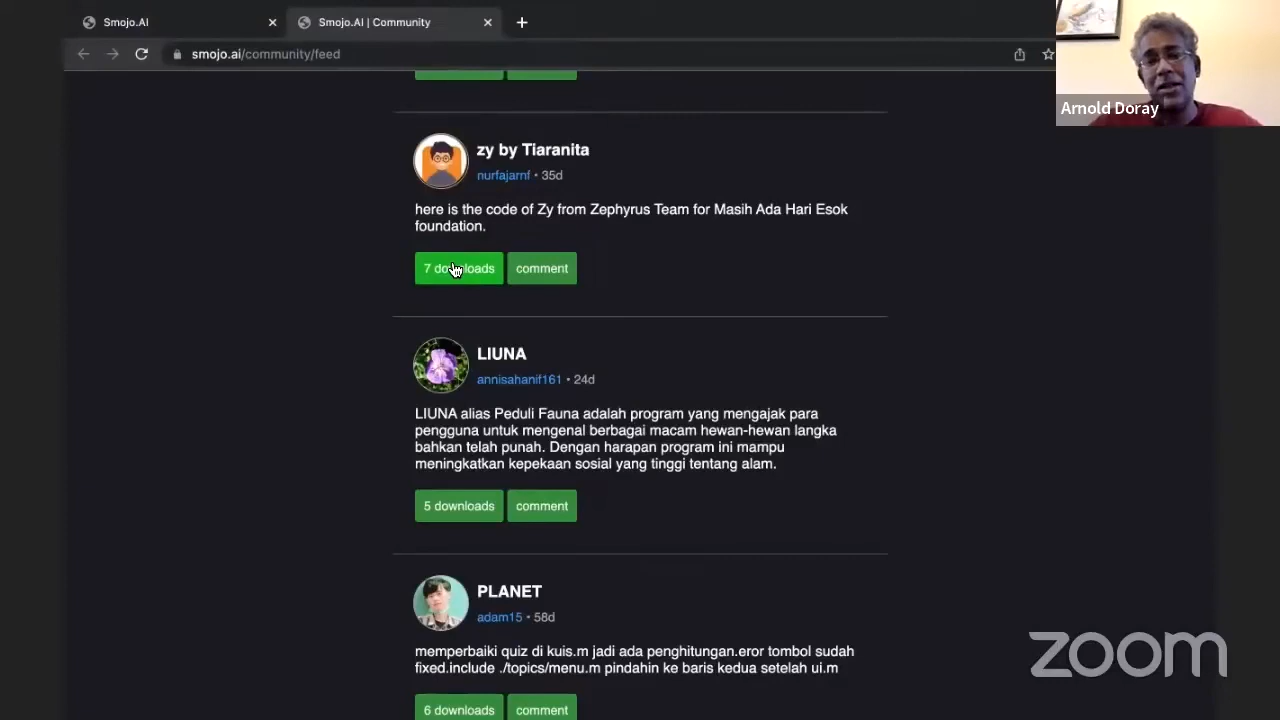 Smojo.AI
Smojo.AI | Community
smojo.ai/community/feed
Arnold Doray
zy by Tiaranita
nurfajarnf • 35d
here is the code of Zy from Zephyrus Team for Masih Ada Hari Esok
foundation.
7 downloads
comment
LIUNA
annisahanif161 • 24d
LIUNA alias Peduli Fauna adalah program yang mengajak para
pengguna untuk mengenal berbagai macam hewan-hewan langka
bahkan telah punah. Dengan harapan program ini mampu
meningkatkan kepekaan sosial yang tinggi tentang alam.
5 downloads
comment
PLANET
adam15 • 58d
memperbaiki quiz di kuis.m jadi ada penghitungan.eror tombol sudah
fixed.include ./topics/menu.m pindahin ke baris kedua setelah ui.m
6 downloads
comment
zoom